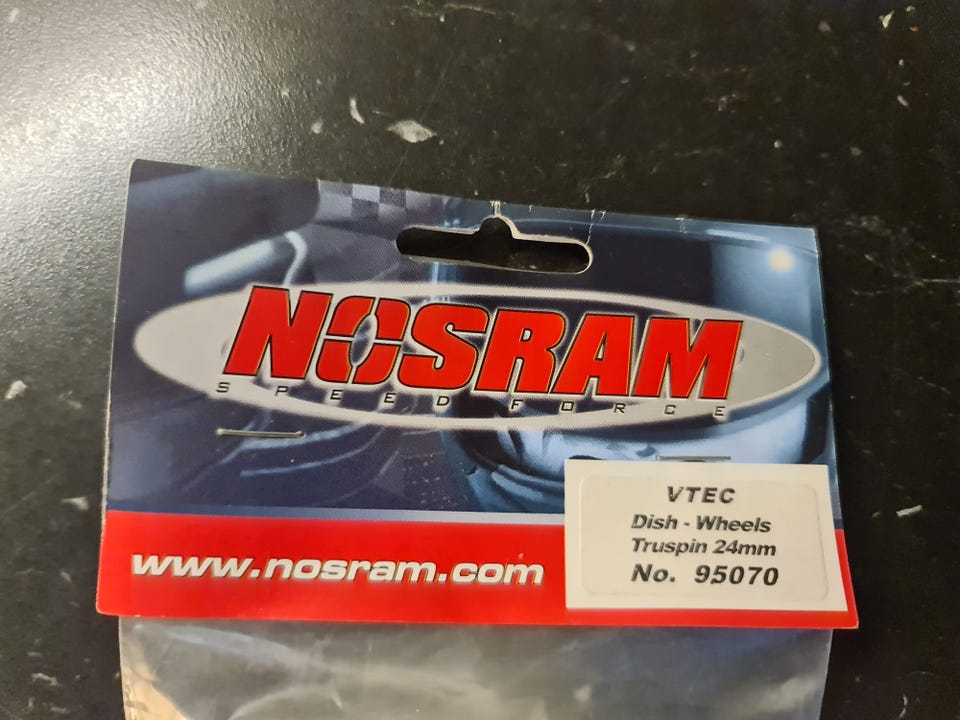 NOSRAM
SPEED FORCE
VTEC
Dish - Wheels
Truspin 24mm
No. 95070
www.nosram.com